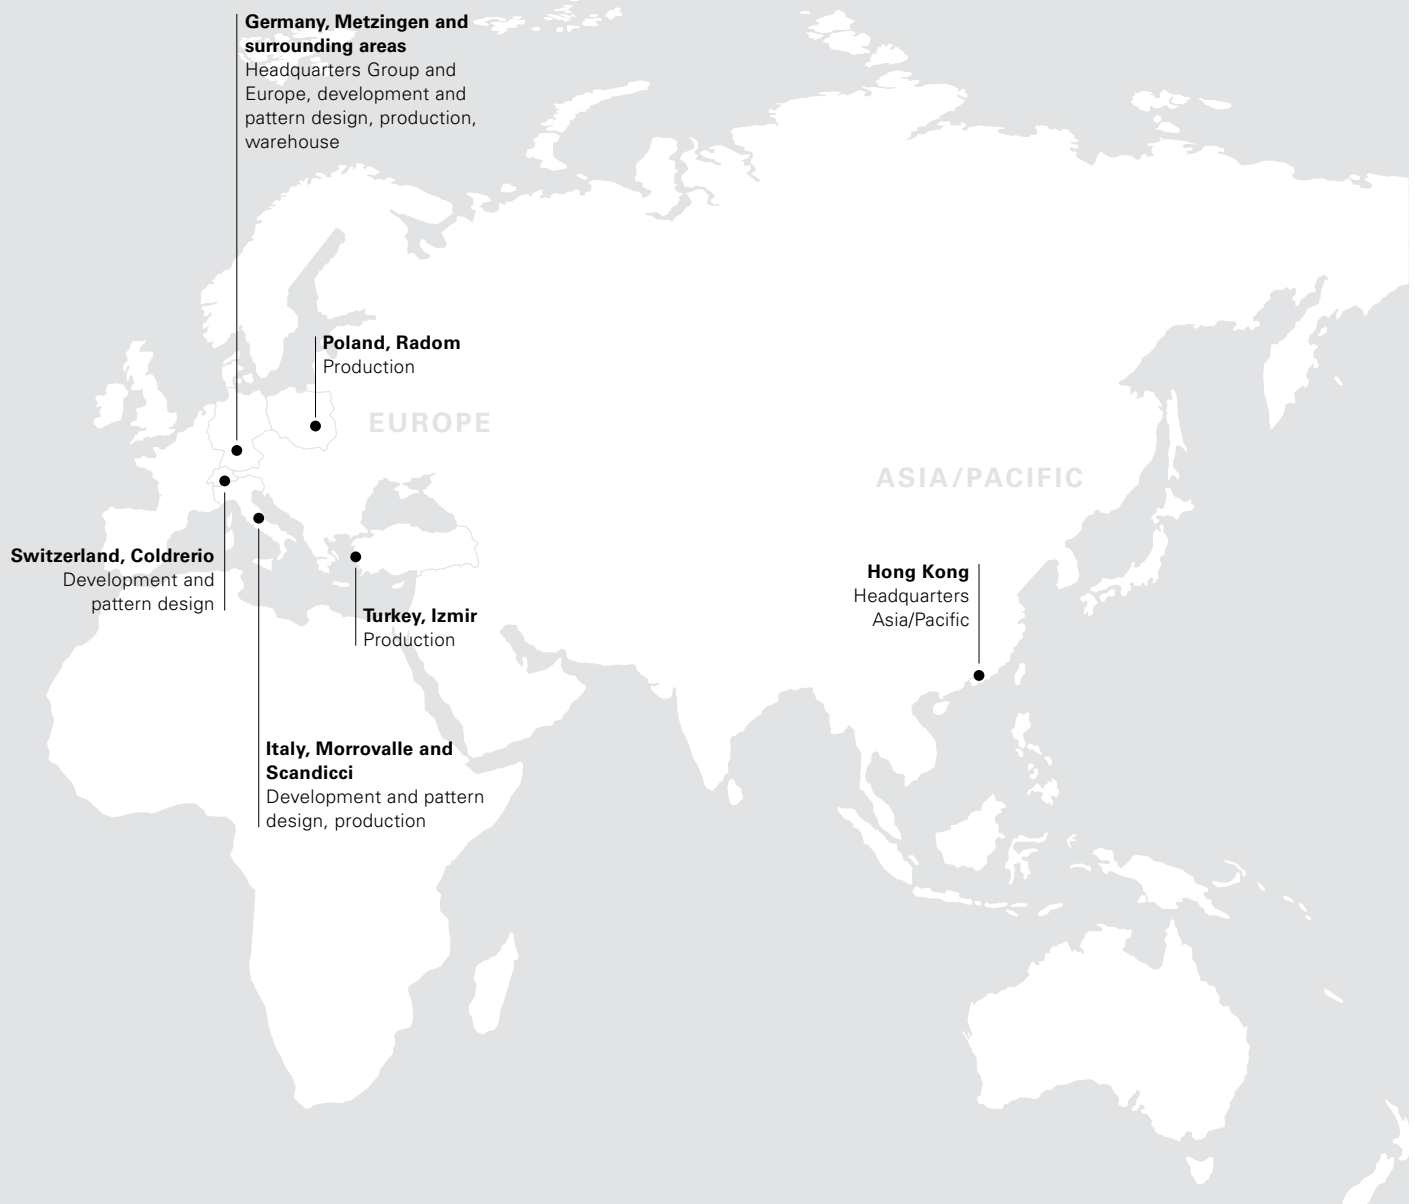 Germany, Metzingen and
surrounding areas
Headquarters Group and
Europe, development and
pattern design, production,
warehouse
Poland, Radom
Production
EUROPE
ASIA/PACIFIC
Switzerland, Coldrerio
Development and
pattern design
Turkey, Izmir
Production
Hong Kong
Headquarters
Asia/Pacific
Italy, Morrovalle and
Scandicci
Development and pattern
design, production